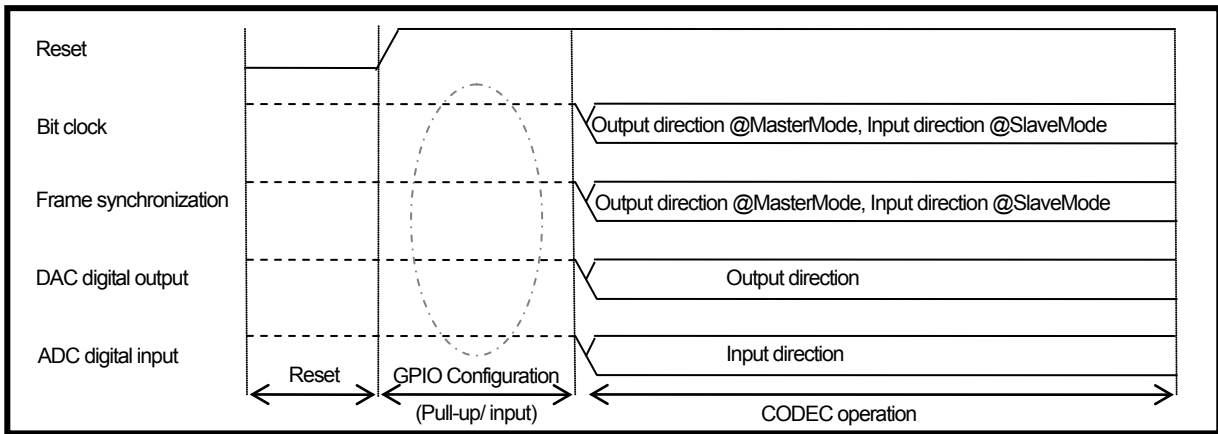 Reset
Bit clock
Output direction @MasterMode, Input direction @SlaveMode
Frame synchronization
Output direction @MasterMode, Input direction @SlaveMode
DAC digital output
Output direction
ADC digital input
Input direction
Reset
GPIO Configuration
(Pull-up/ input)
CODEC operation